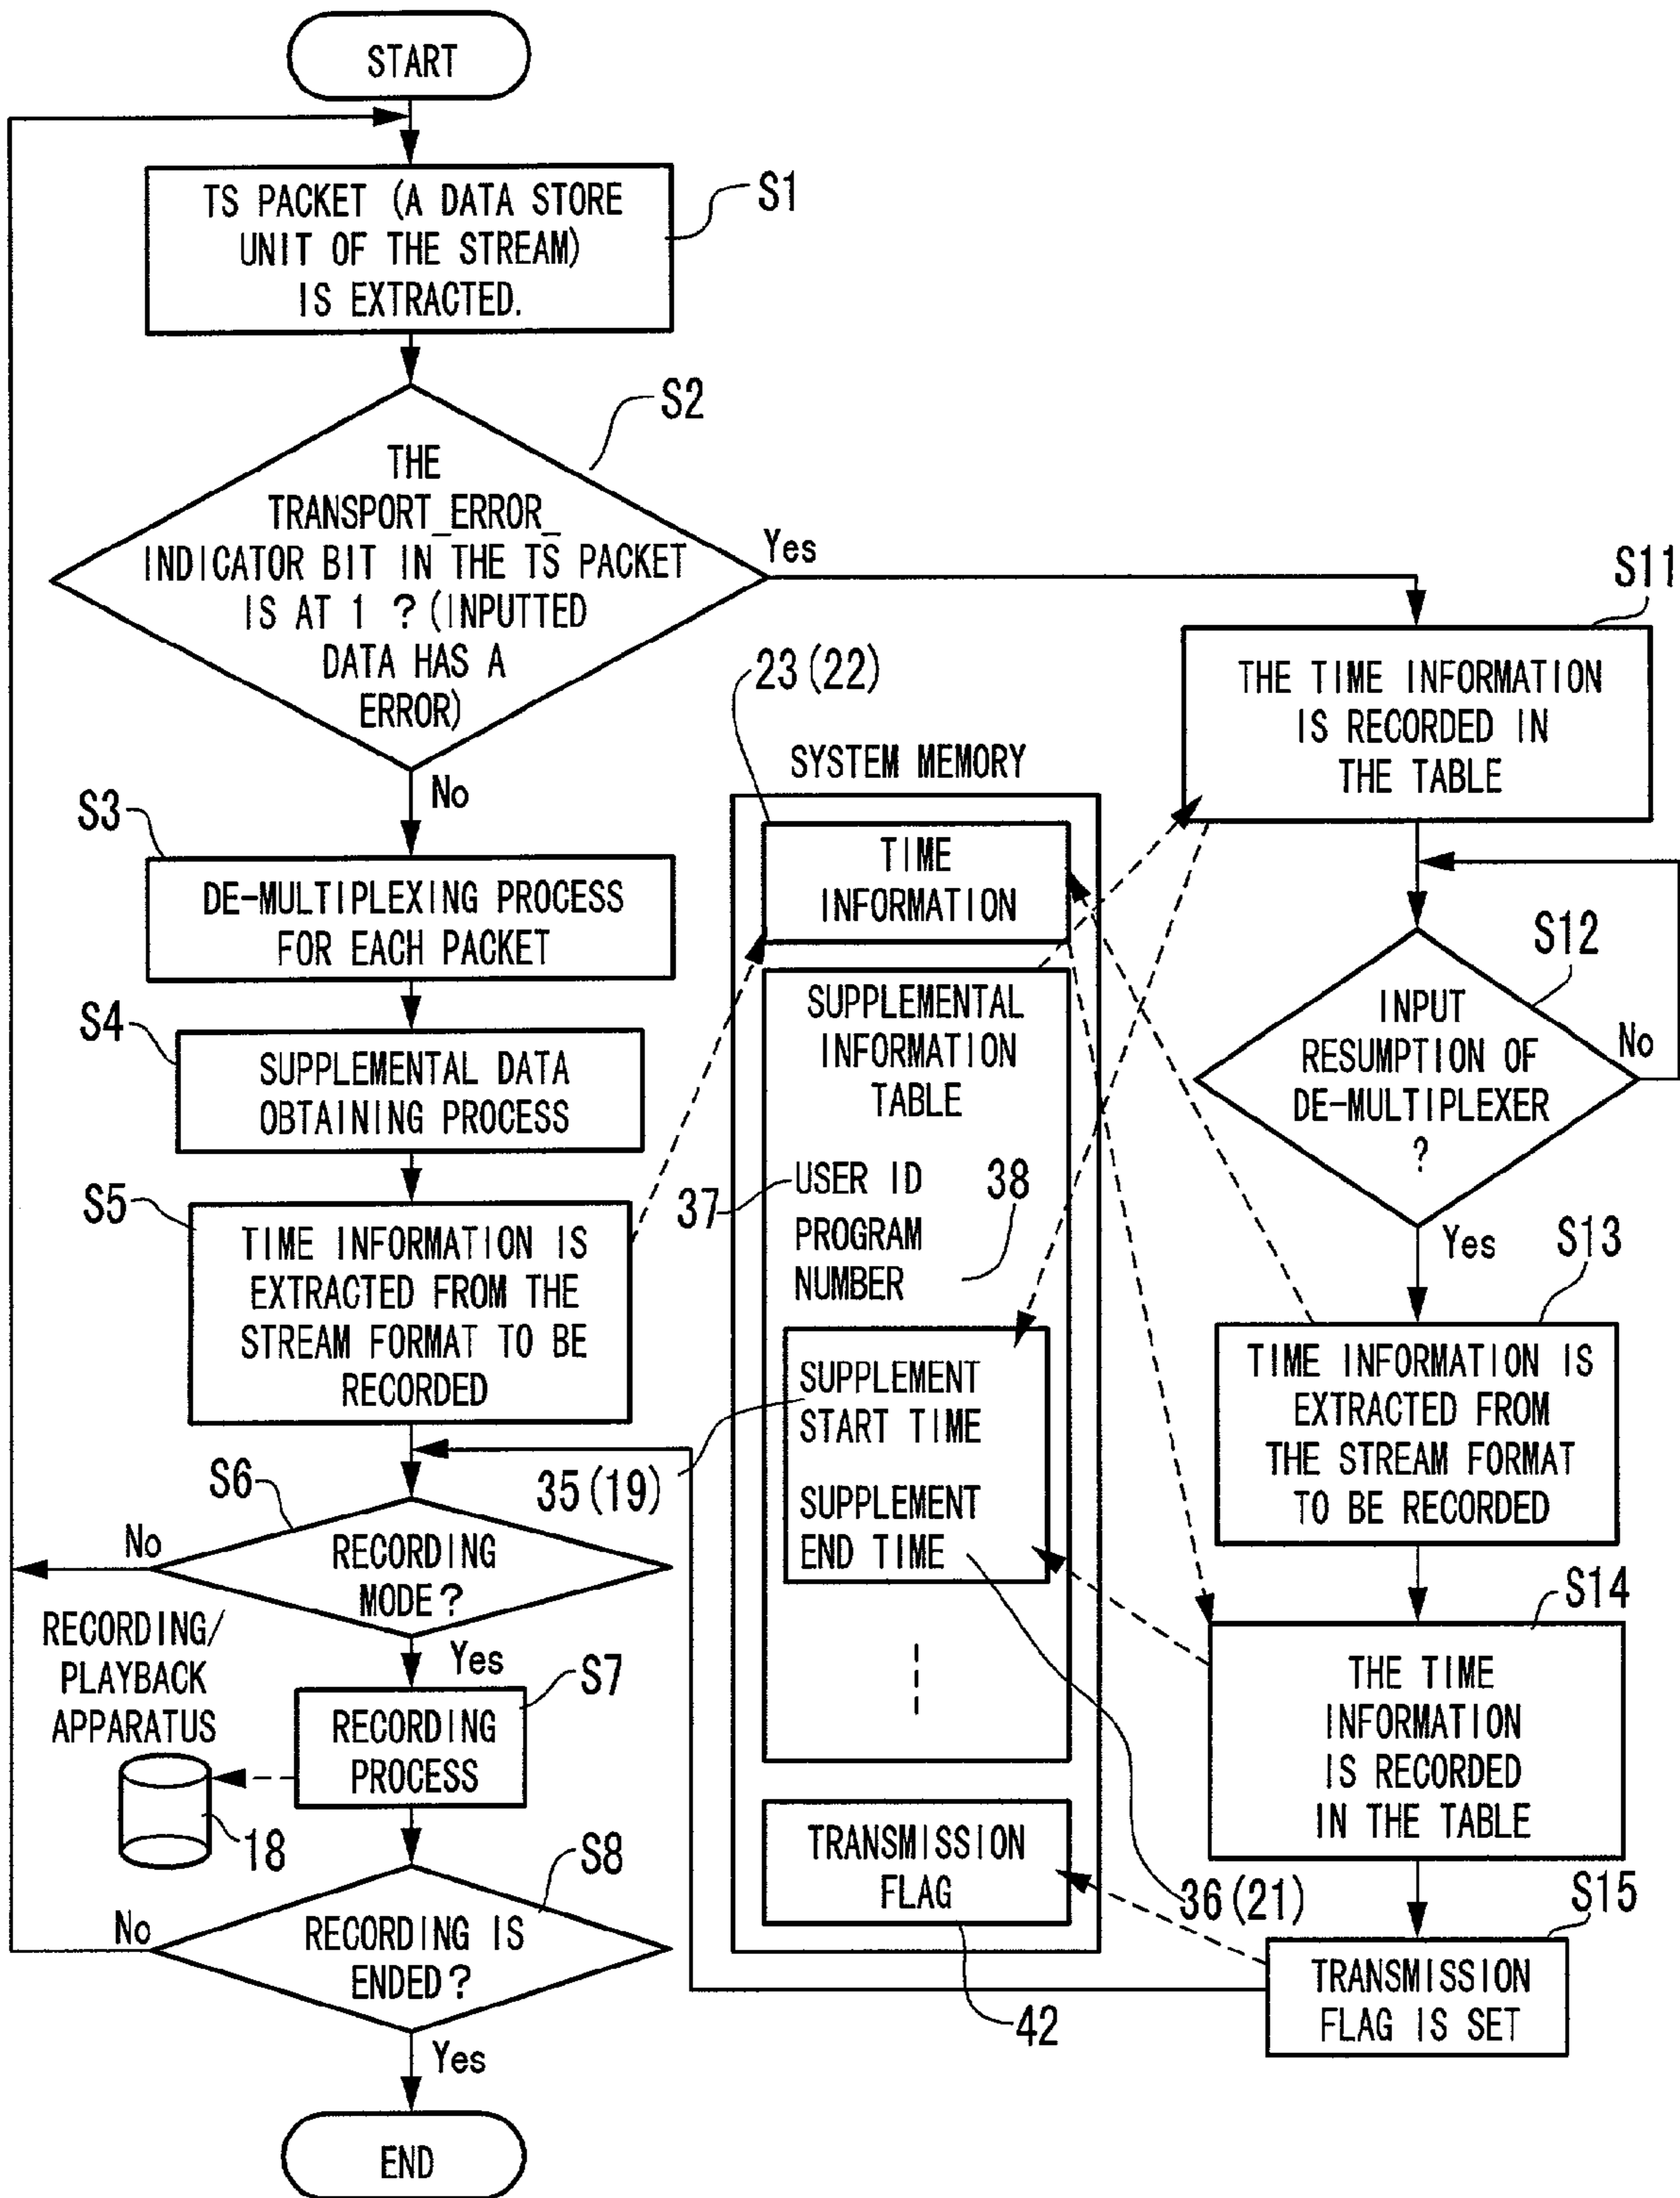 START
TS PACKET (A DATA STORE
UNIT OF THE STREAM)
IS EXTRACTED.
S1
THE
TRANSPORT_ERROR_
INDICATOR BIT IN THE TS PACKET
IS AT 1 ? (INPUTTED
DATA HAS A
ERROR)
S2
Yes
No
S3
DE-MULTIPLEXING PROCESS
FOR EACH PACKET
S4
SUPPLEMENTAL DATA
OBTAINING PROCESS
S5
TIME INFORMATION IS
EXTRACTED FROM THE
STREAM FORMAT TO BE
RECORDED
S6
No
RECORDING
MODE?
Yes
RECORDING/
PLAYBACK
APPARATUS
18
S7
RECORDING
PROCESS
S8
No
RECORDING IS
ENDED?
Yes
END
23(22)
SYSTEM MEMORY
TIME
INFORMATION
SUPPLEMENTAL
INFORMATION
TABLE
37
USER ID
38
PROGRAM
NUMBER
35(19)
SUPPLEMENT
START TIME
SUPPLEMENT
END TIME
36(21)
TRANSMISSION
FLAG
42
S11
THE TIME INFORMATION
IS RECORDED IN
THE TABLE
S12
INPUT
RESUMPTION OF
DE-MULTIPLEXER
?
No
Yes
S13
TIME INFORMATION IS
EXTRACTED FROM
THE STREAM FORMAT
TO BE RECORDED
S14
THE TIME
INFORMATION
IS RECORDED
IN THE TABLE
S15
TRANSMISSION
FLAG IS SET